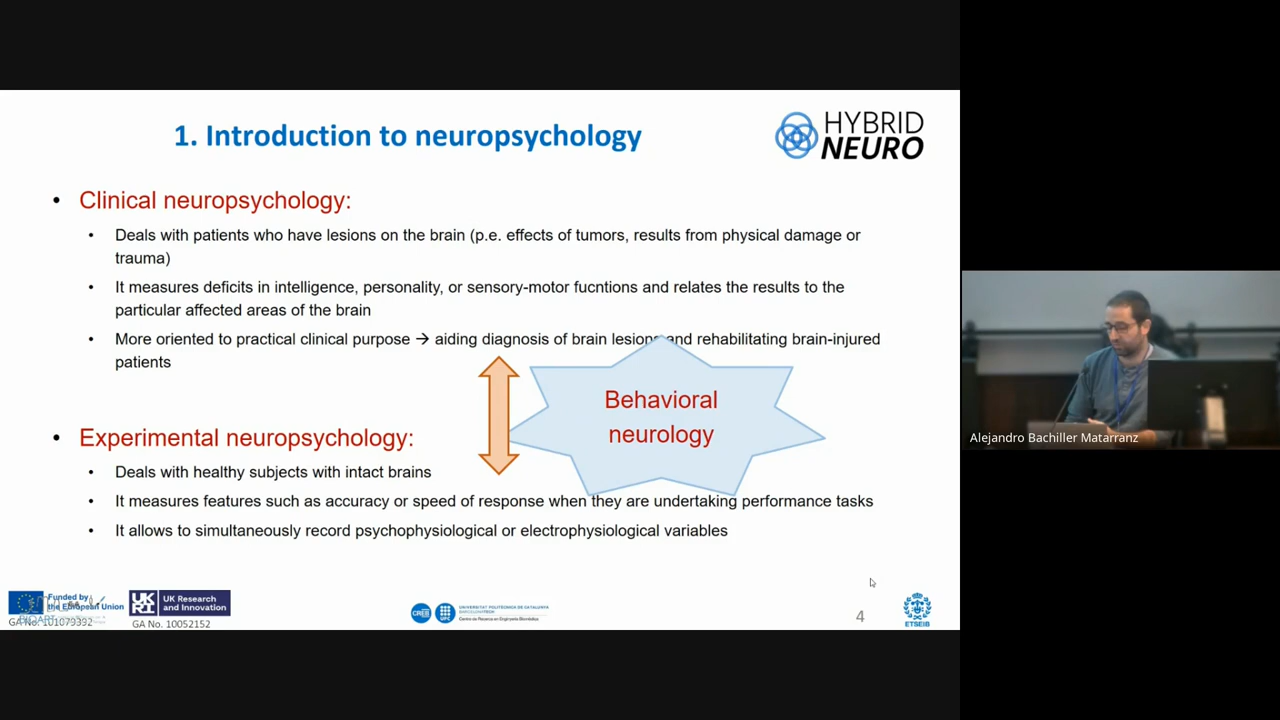 1. Introduction to neuropsychology
HYBRID
NEURO
• Clinical neuropsychology:
• Deals with patients who have lesions on the brain (p.e. effects of tumors, results from physical damage or
trauma)
• It measures deficits in intelligence, personality, or sensory-motor fucntions and relates the results to the
particular affected areas of the brain
• More oriented to practical clinical purpose → aiding diagnosis of brain lesions and rehabilitating brain-injured
patients
Behavioral
neurology
• Experimental neuropsychology:
• Deals with healthy subjects with intact brains
• It measures features such as accuracy or speed of response when they are undertaking performance tasks
• It allows to simultaneously record psychophysiological or electrophysiological variables
Alejandro Bachiller Matarranz
Funded by
the European Union
GA No. 101079392
UK
RI
UK Research
and Innovation
GA No. 10052152
CREB
UPC
UNIVERSITAT POLITÈCNICA DE CATALUNYA
BARCELONATECH
Centre de Recerca en Enginyeria Biomèdica
4
ETSEIB